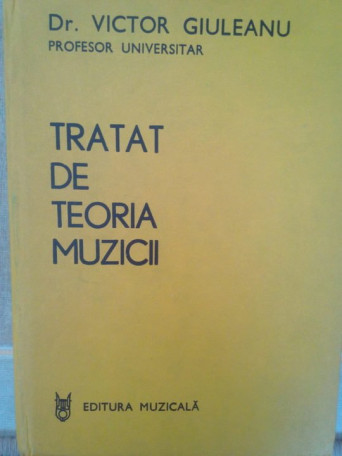 Dr. VICTOR GIULEANU
PROFESOR UNIVERSITAR
TRATAT
DE
TEORIA
MUZICII
EDITURA MUZICALĂ